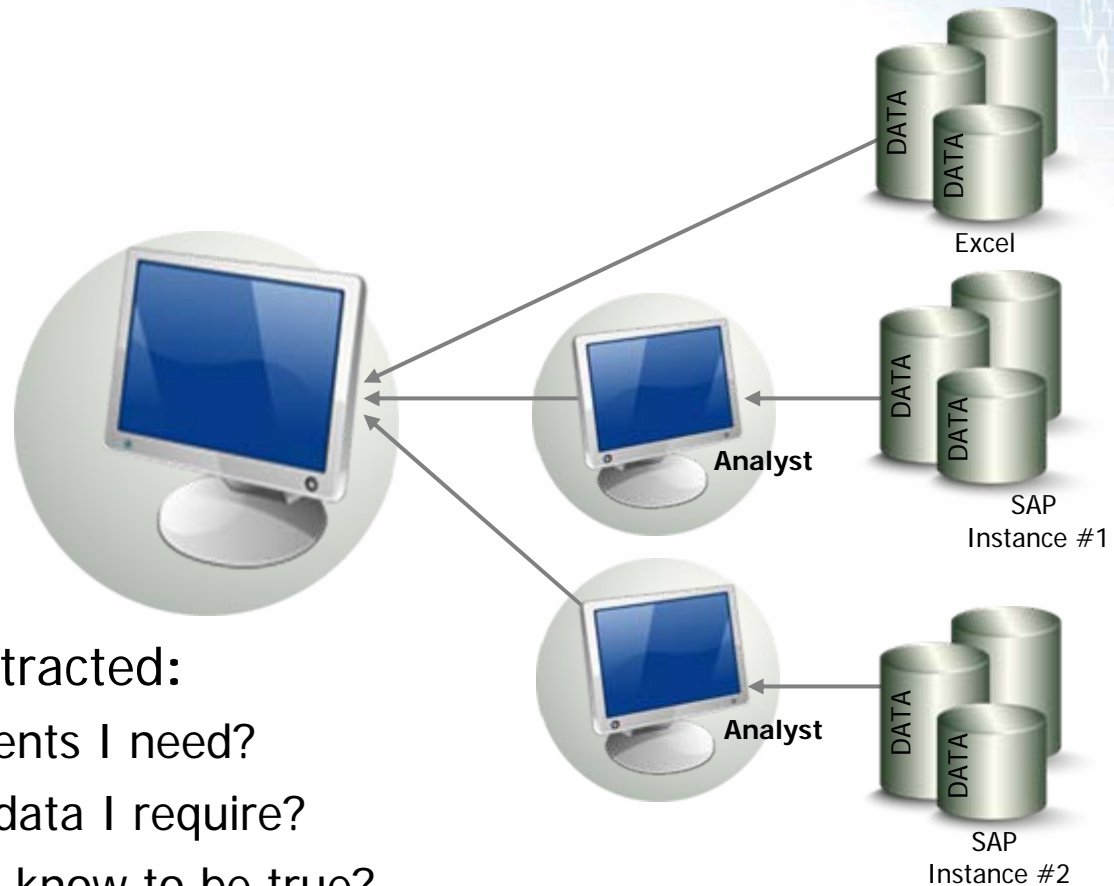 DATA
DATA
Excel
DATA
DATA
SAP
Instance #1
Analyst
DATA
DATA
SAP
Instance #2
Analyst
tracted:
ents I need?
data I require?
know to be true?